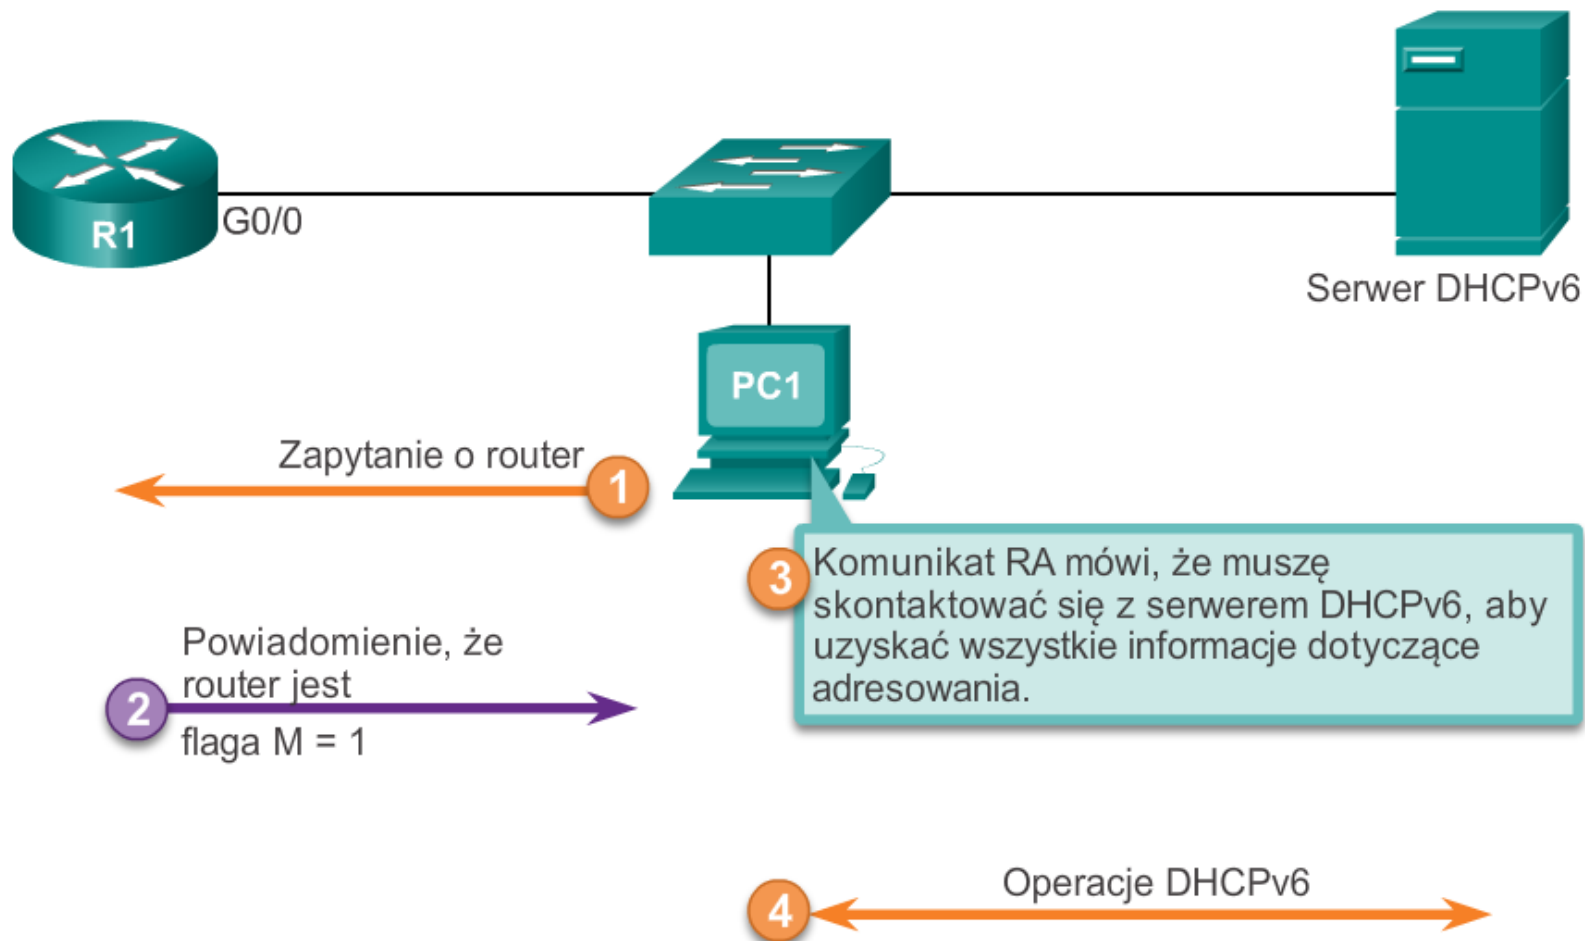 R1
G0/0
Serwer DHCPv6
PC1
Zapytanie o router
1
3
Komunikat RA mówi, że muszę
skontaktować się z serwerem DHCPv6, aby
uzyskać wszystkie informacje dotyczące
adresowania.
Powiadomienie, że
router jest
2
flaga M = 1
Operacje DHCPv6
4